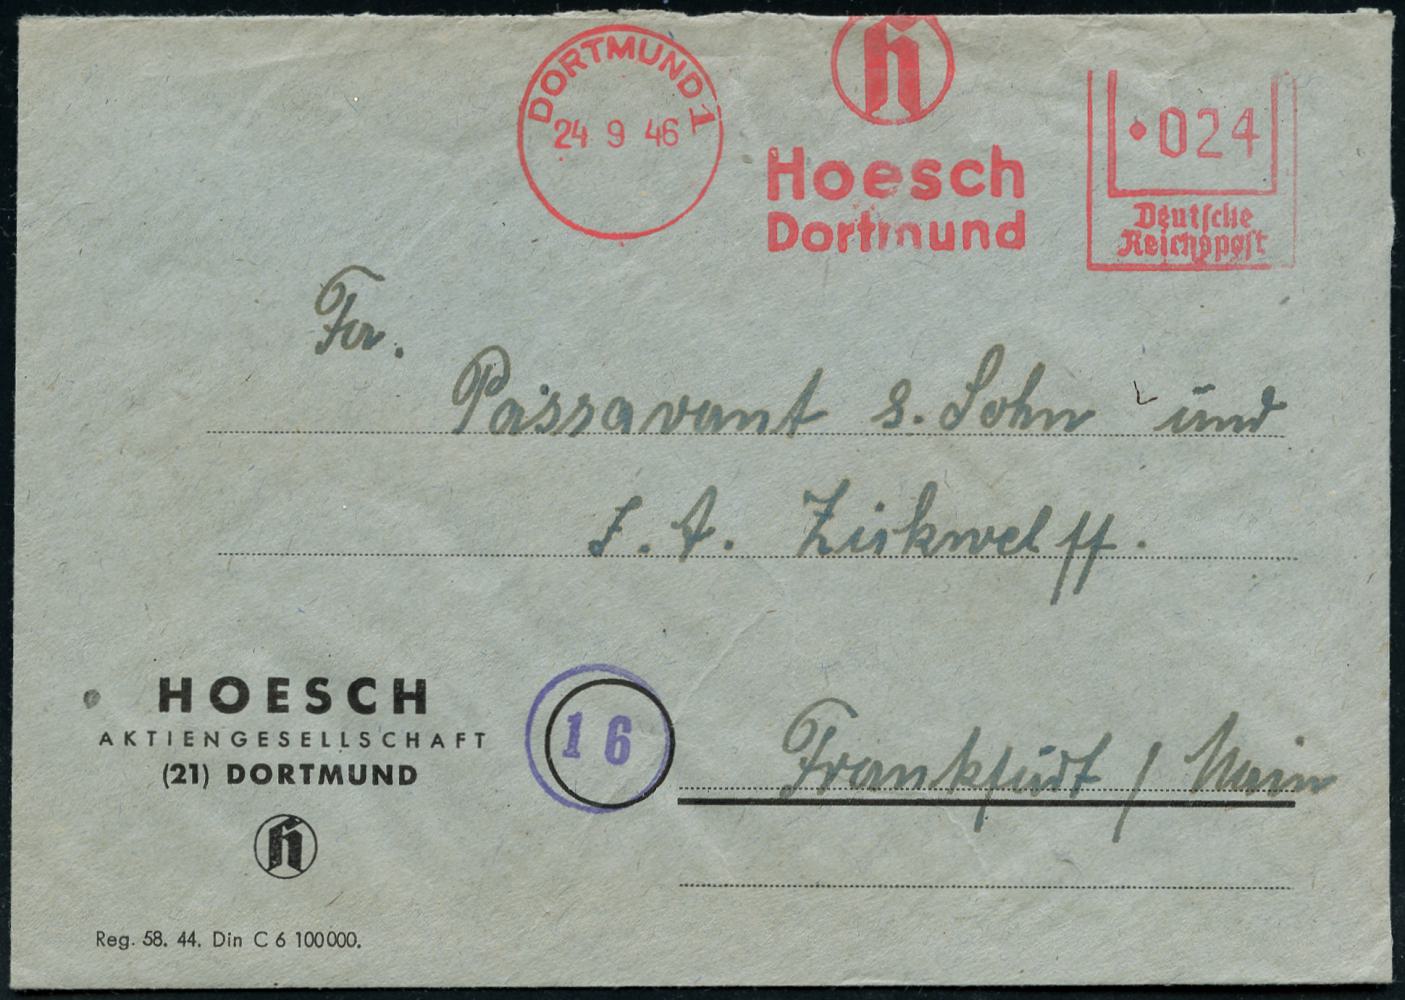 DORTMUND 1
24 9 46
h
Hoesch
Dortmund
024
Deutsche
Reichspost
Fa.
Passavant s. Sohn und
J. A.
Frankfurt / Main
HOESCH
AKTIENGESELLSCHAFT
(21) DORTMUND
h
16
Reg. 58. 44. Din C 6 100000.